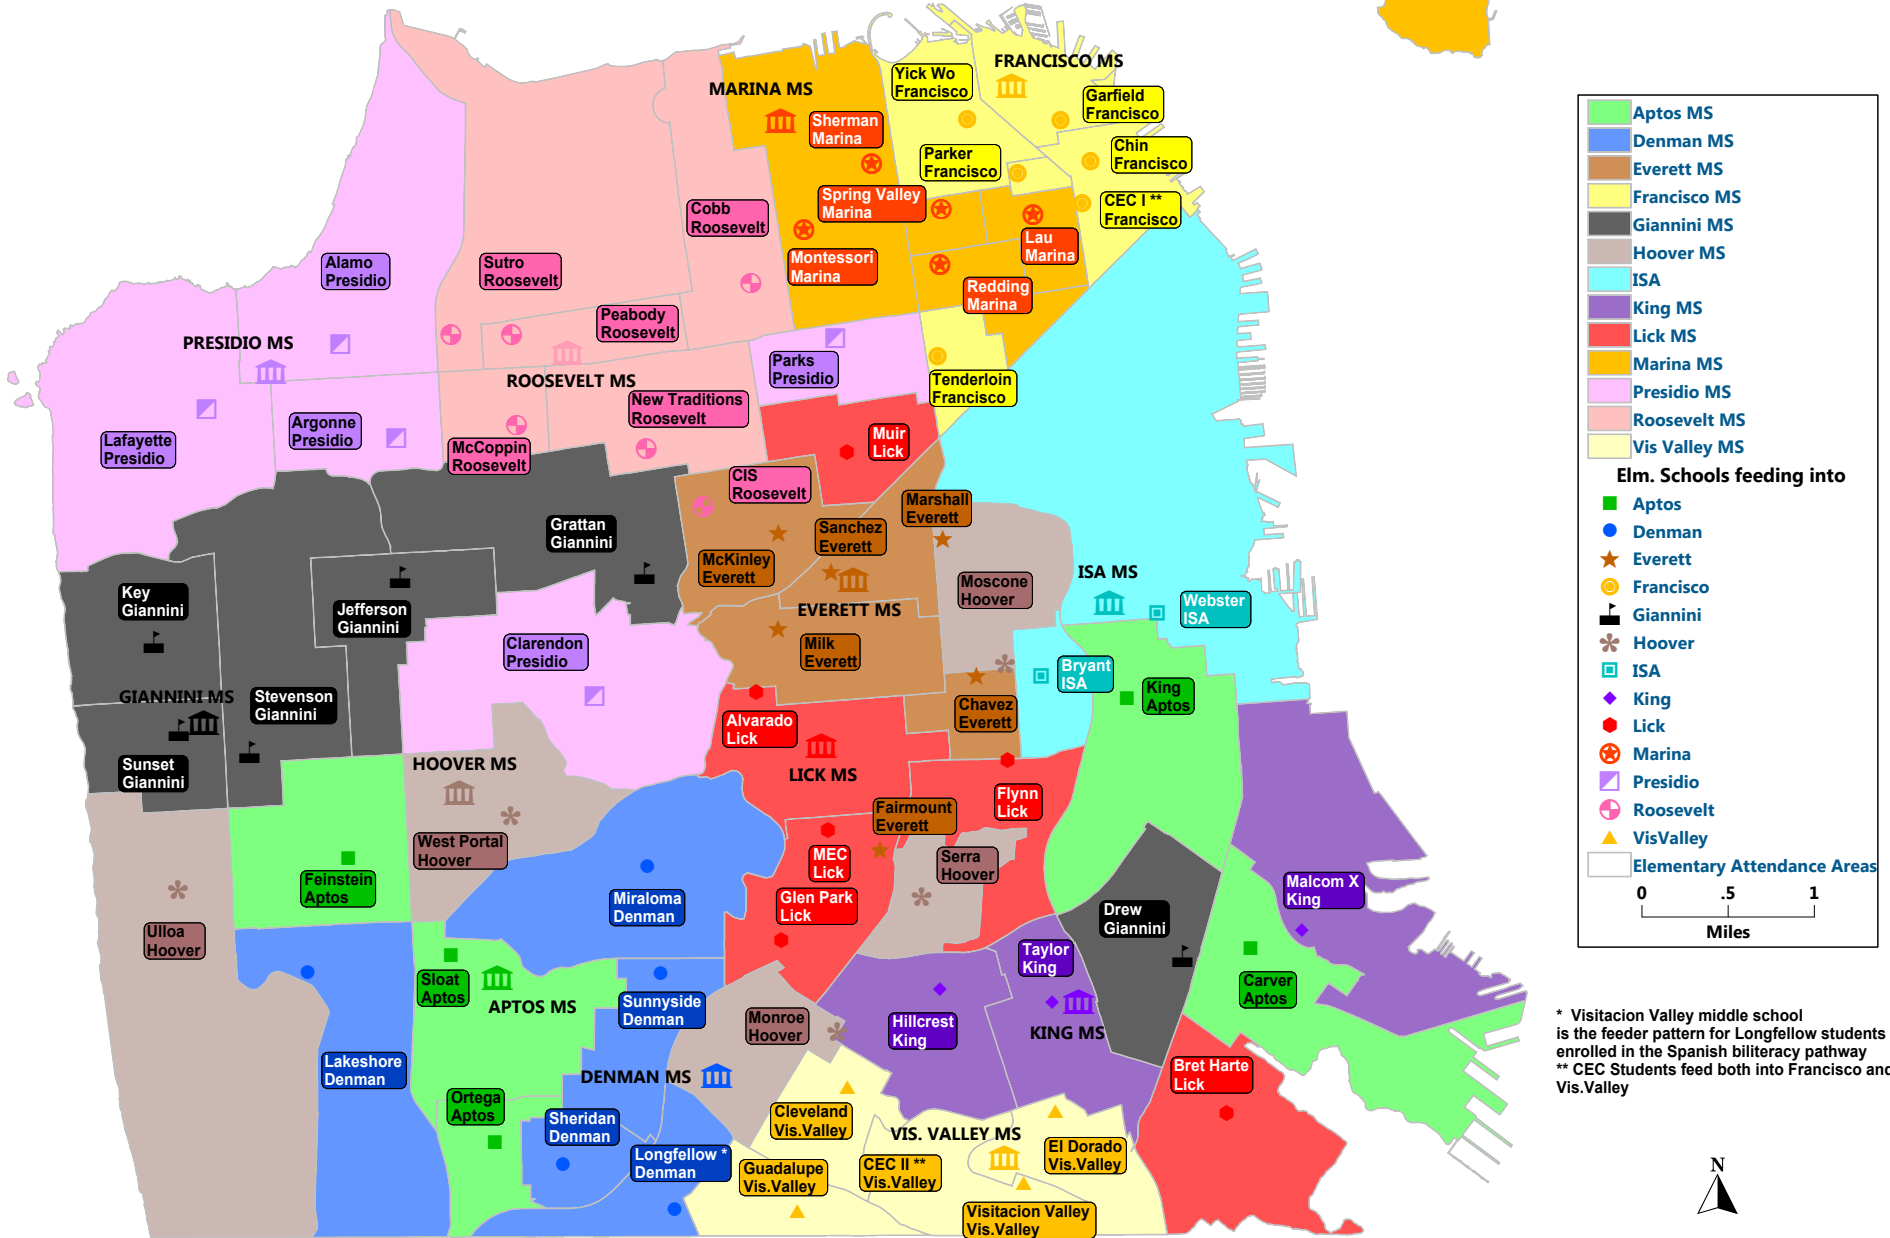 FRANCISCO MS
Yick Wo
Francisco
MARINA MS
Garfield
Francisco
Sherman
Marina
Chin
Francisco
Parker
Francisco
Spring Valley
Marina
CEC I **
Francisco
Cobb
Roosevelt
Lau
Marina
Montessori
Marina
Alamo
Presidio
Sutro
Roosevelt
Redding
Marina
Peabody
Roosevelt
PRESIDIO MS
Parks
Presidio
ROOSEVELT MS
Tenderloin
Francisco
New Traditions
Roosevelt
Argonne
Presidio
Lafayette
Presidio
McCoppin
Roosevelt
Muir
Lick
CIS
Roosevelt
Marshall
Everett
Grattan
Giannini
Sanchez
Everett
McKinley
Everett
Moscone
Hoover
ISA MS
Key
Giannini
Jefferson
Giannini
EVERETT MS
Webster
ISA
Clarendon
Presidio
Milk
Everett
Bryant
ISA
GIANNINI MS
Stevenson
Giannini
King
Aptos
Chavez
Everett
Alvarado
Lick
Sunset
Giannini
HOOVER MS
LICK MS
Flynn
Lick
Fairmount
Everett
West Portal
Hoover
MEC
Lick
Serra
Hoover
Feinstein
Aptos
Miraloma
Denman
Glen Park
Lick
Malcom X
King
Drew
Giannini
Ulloa
Hoover
Taylor
King
Sloat
Aptos
Carver
Aptos
APTOS MS
Sunnyside
Denman
Monroe
Hoover
Hillcrest
King
KING MS
Lakeshore
Denman
Bret Harte
Lick
DENMAN MS
Ortega
Aptos
Sheridan
Denman
Cleveland
Vis.Valley
VIS. VALLEY MS
El Dorado
Vis.Valley
Longfellow *
Denman
Guadalupe
Vis.Valley
CEC II **
Vis.Valley
Visitacion Valley
Vis.Valley
Aptos MS
Denman MS
Everett MS
Francisco MS
Giannini MS
Hoover MS
ISA
King MS
Lick MS
Marina MS
Presidio MS
Roosevelt MS
Vis Valley MS
Elm. Schools feeding into
Aptos
Denman
Everett
Francisco
Giannini
Hoover
ISA
King
Lick
Marina
Presidio
Roosevelt
VisValley
Elementary Attendance Areas
0 .5 1
Miles
* Visitacion Valley middle school
is the feeder pattern for Longfellow students
enrolled in the Spanish biliteracy pathway
** CEC Students feed both into Francisco and
Vis.Valley
N